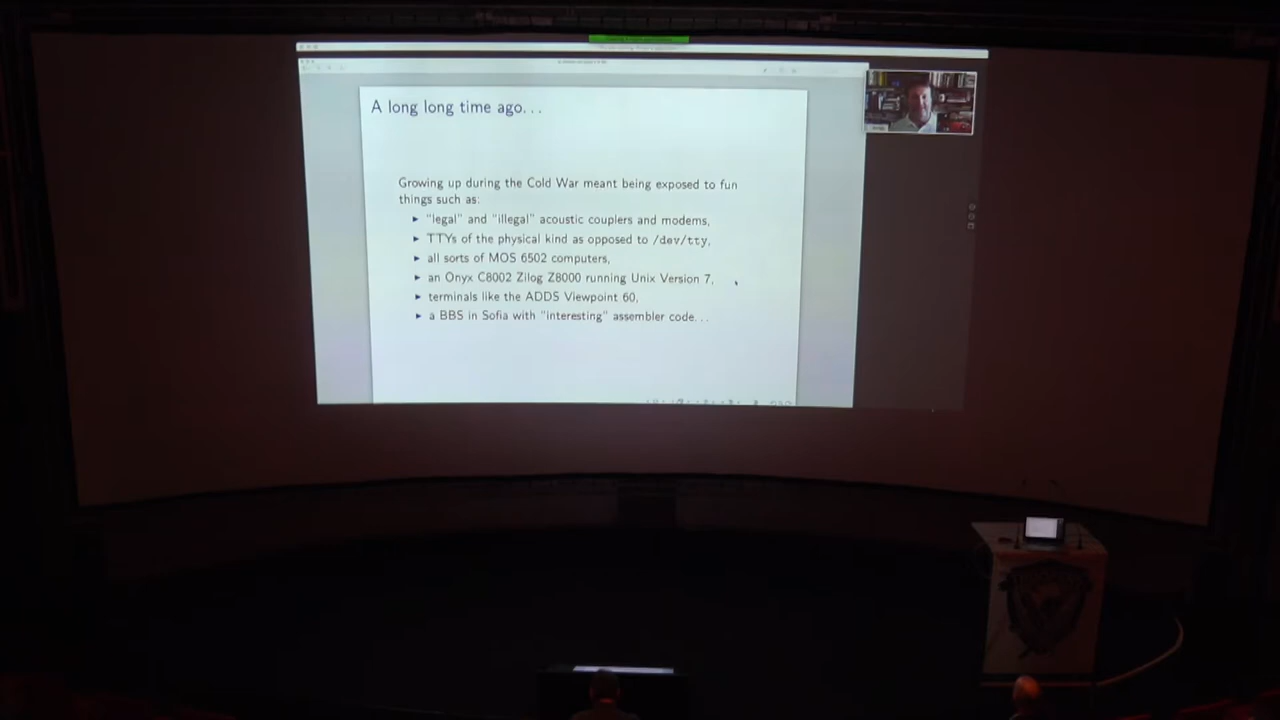 A long long time ago...
Growing up during the Cold War meant being exposed to fun
things such as:
▸ "legal" and "illegal" acoustic couplers and modems,
▸ TTYs of the physical kind as opposed to /dev/tty,
▸ all sorts of MOS 6502 computers,
▸ an Onyx C8002 Zilog Z8000 running Unix Version 7,
▸ terminals like the ADDS Viewpoint 60,
▸ a BBS in Sofia with "interesting" assembler code...